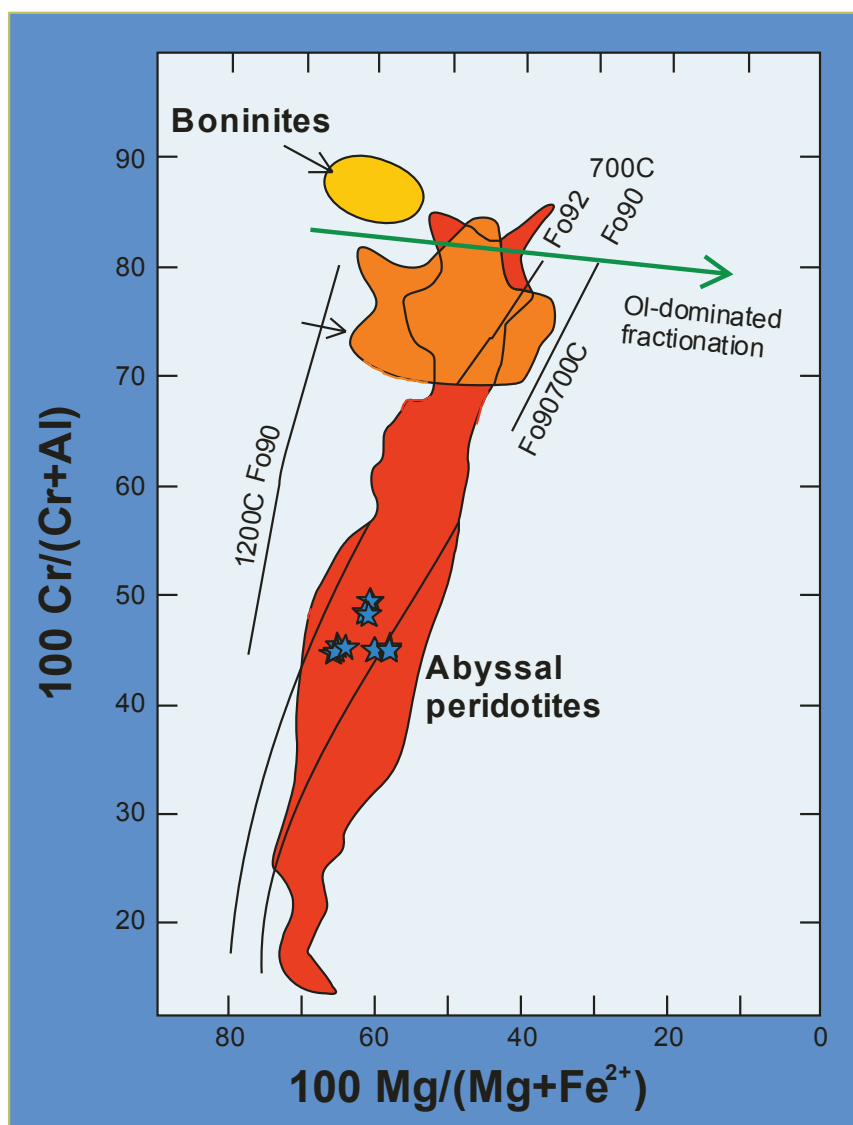 Boninites
700C
Fo92
Fo90
Ol-dominated
fractionation
Fo90700C
1200C Fo90
Abyssal
peridotites
100 Cr/(Cr+Al)
90
80
70
60
50
40
30
20
80
60
40
20
0
100 Mg/(Mg+Fe²⁺)